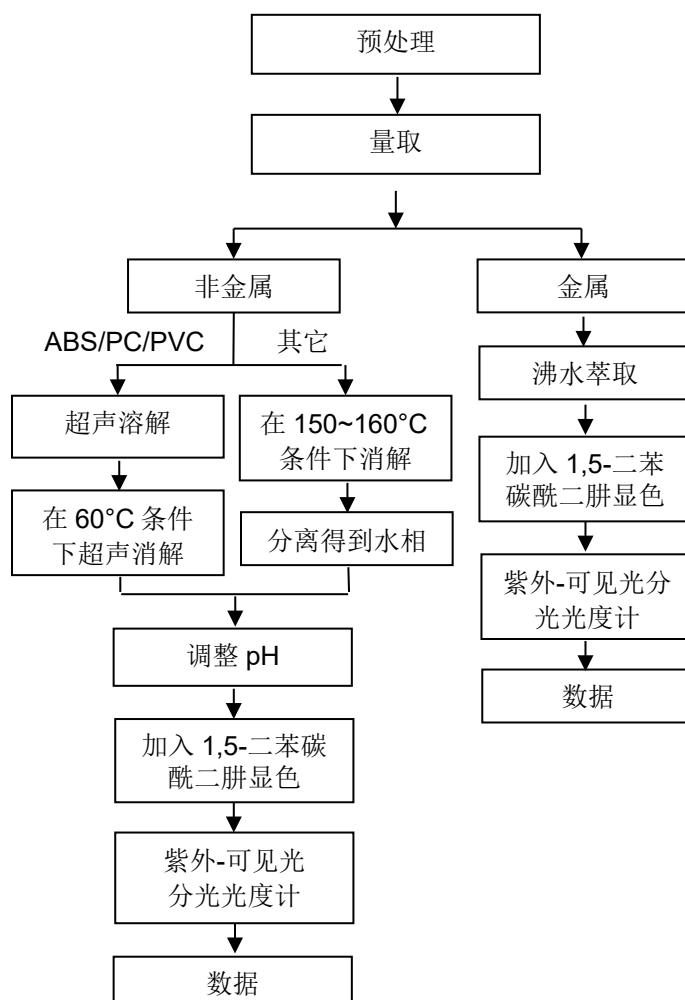 预处理
量取
非金属
金属
ABS/PC/PVC
其它
沸水萃取
超声溶解
在 150~160°C
条件下消解
加入 1,5-二苯
碳酰二肼显色
在 60°C 条件
下超声消解
分离得到水相
紫外-可见光分
光光度计
调整 pH
数据
加入 1,5-二苯碳
酰二肼显色
紫外-可见光
分光光度计
数据